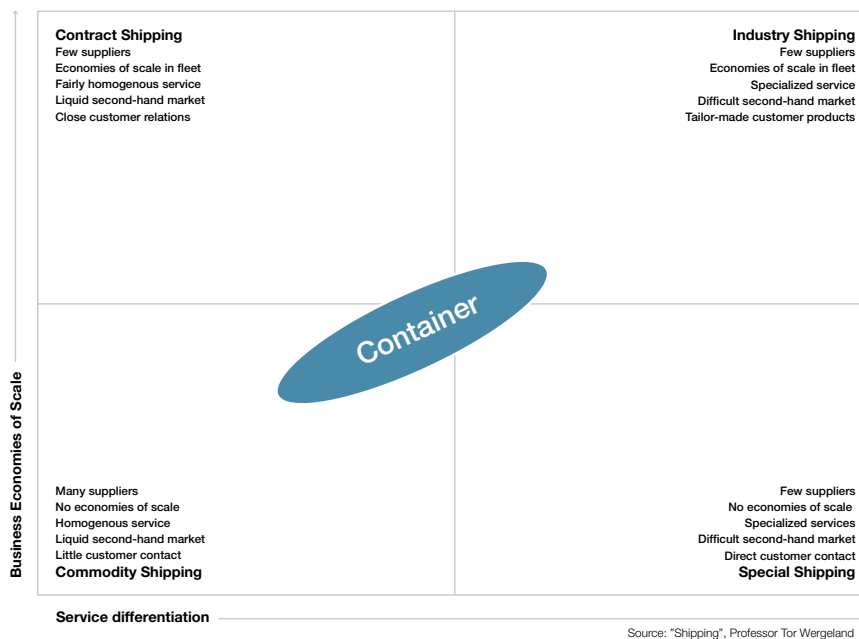 Contract Shipping
Few suppliers
Economies of scale in fleet
Fairly homogenous service
Liquid second-hand market
Close customer relations
Industry Shipping
Few suppliers
Economies of scale in fleet
Specialized service
Difficult second-hand market
Tailor-made customer products
Container
Business Economies of Scale
Many suppliers
No economies of scale
Homogenous service
Liquid second-hand market
Little customer contact
Commodity Shipping
Few suppliers
No economies of scale
Specialized services
Difficult second-hand market
Direct customer contact
Special Shipping
Service differentiation
Source: "Shipping", Professor Tor Wergeland